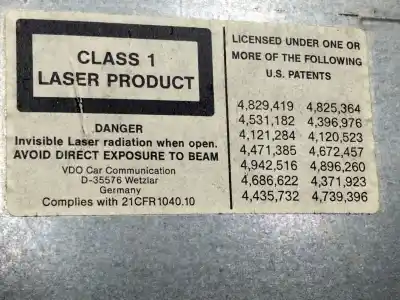 CLASS 1
LASER PRODUCT
DANGER
Invisible Laser radiation when open.
AVOID DIRECT EXPOSURE TO BEAM
VDO Car Communication
D-35576 Wetzlar
Germany
Complies with 21CFR1040.10
LICENSED UNDER ONE OR
MORE OF THE FOLLOWING
U.S. PATENTS
4,829,419 4,825,364
4,531,182 4,396,976
4,121,284 4,120,523
4,471,385 4,672,457
4,942,516 4,896,260
4,686,622 4,371,923
4,435,732 4,739,396